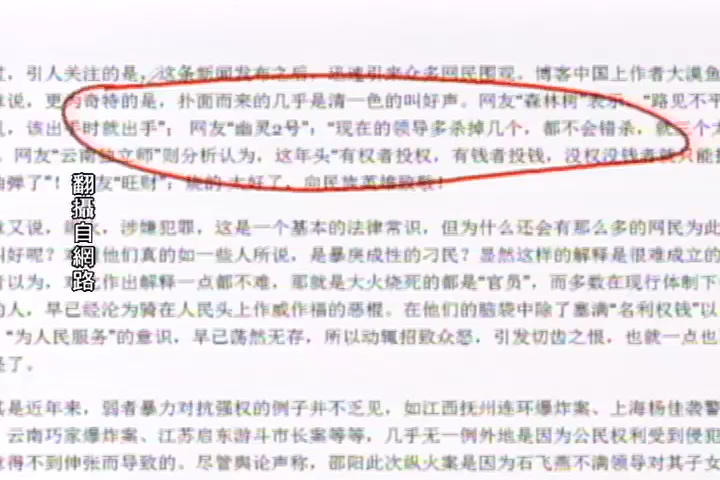 ，引人关注的是，这条新闻发布之后，迅速引来众多网民围观，博客中国上作者大漠鱼
说，更为奇特的是，扑面而来的几乎是清一色的叫好声。网友“森林树”表示，“路见不平
，该出手时就出手”；网友“幽灵2号”：“现在的领导多杀掉几个，都不会错杀，就
。网友“云南独立师”则分析认为，这年头“有权者投权，有钱者投钱，没权没钱者就只能
弹了”！网友“旺财”：烧的 太好了，向民族英雄致敬！
又说，放火，涉嫌犯罪，这是一个基本的法律常识，但为什么还会有那么多的网民为此
叫好呢？难道他们真的如一些人所说，是暴戾成性的刁民？显然这样的解释是很难成立的
以为，对此作出解释一点都不难，那就是大火烧死的都是“官员”，而多数在现行体制下
的人，早已经沦为骑在人民头上作威作福的恶棍。在他们的脑袋中除了塞满“名利权钱”以
“为人民服务”的意识，早已荡然无存，所以动辄招致众怒，引发切齿之恨，也就一点也
是了。
其是近年来，弱者暴力对抗强权的例子并不乏见，如江西抚州连环爆炸案、上海杨佳袭警
云南巧家爆炸案、江苏启东游斗市长案等等，几乎无一例外地是因为公民权利受到侵犯
得不到伸张而导致的。尽管舆论声称，邵阳此次纵火案是因为石飞燕不满领导对其子女
翻攝自網路